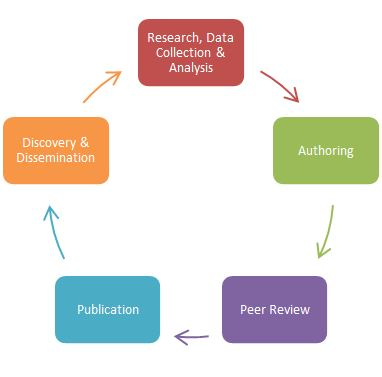 Research, Data
Collection &
Analysis
Authoring
Peer Review
Publication
Discovery &
Dissemination